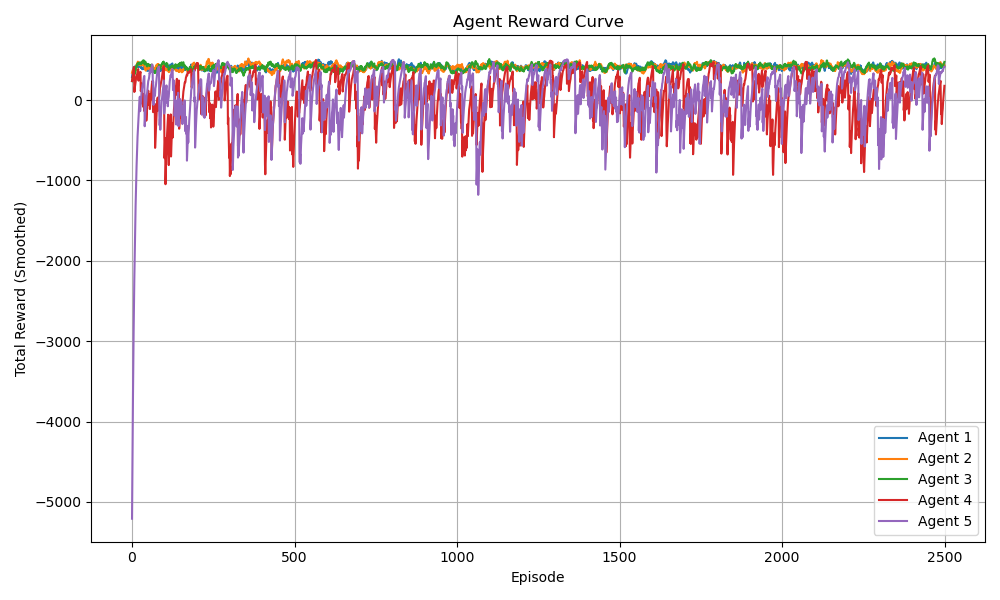 Agent Reward Curve
Total Reward (Smoothed)
0
−1000
−2000
−3000
−4000
−5000
Agent 1
Agent 2
Agent 3
Agent 4
Agent 5
0 500 1000 1500 2000 2500
Episode